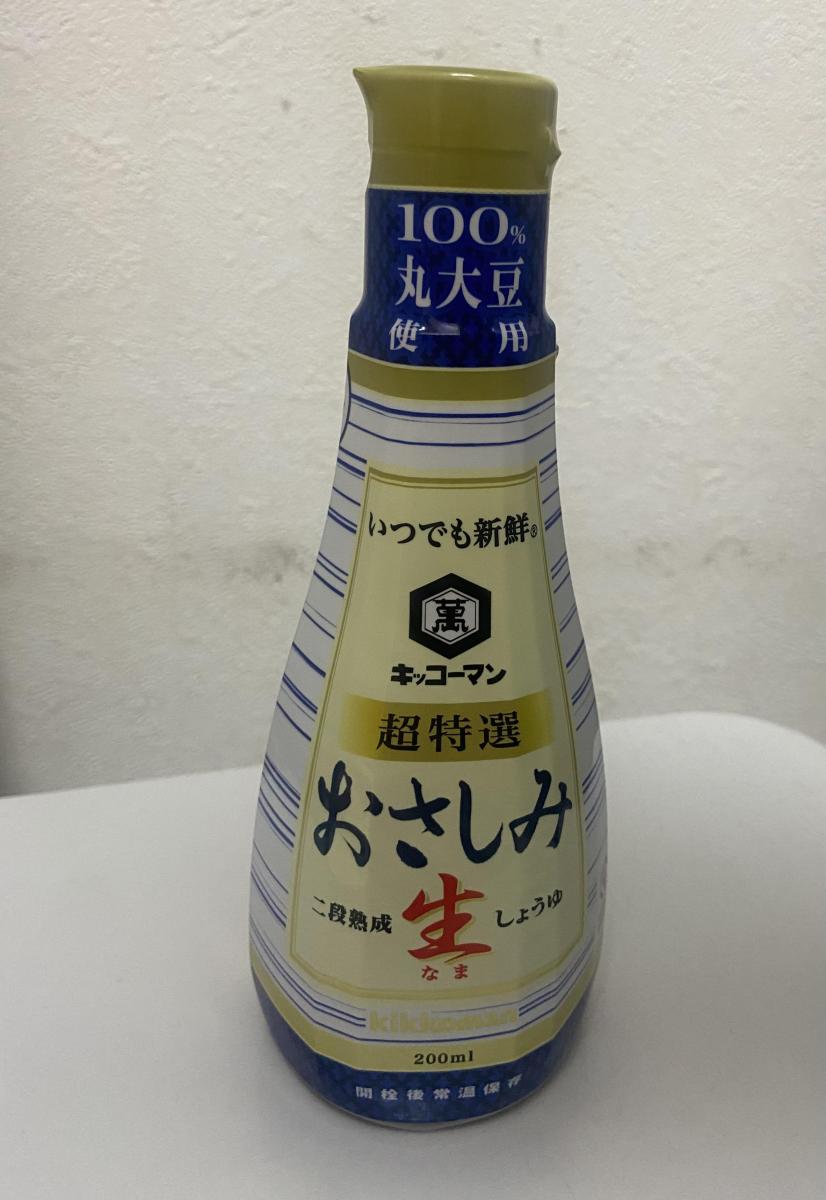 100%
丸大豆
使用
いつでも新鮮®
萬
キッコーマン
超特選
おさしみ
二段熟成 生 しょうゆ
なま
kikkoman
200ml
開栓後常温保存